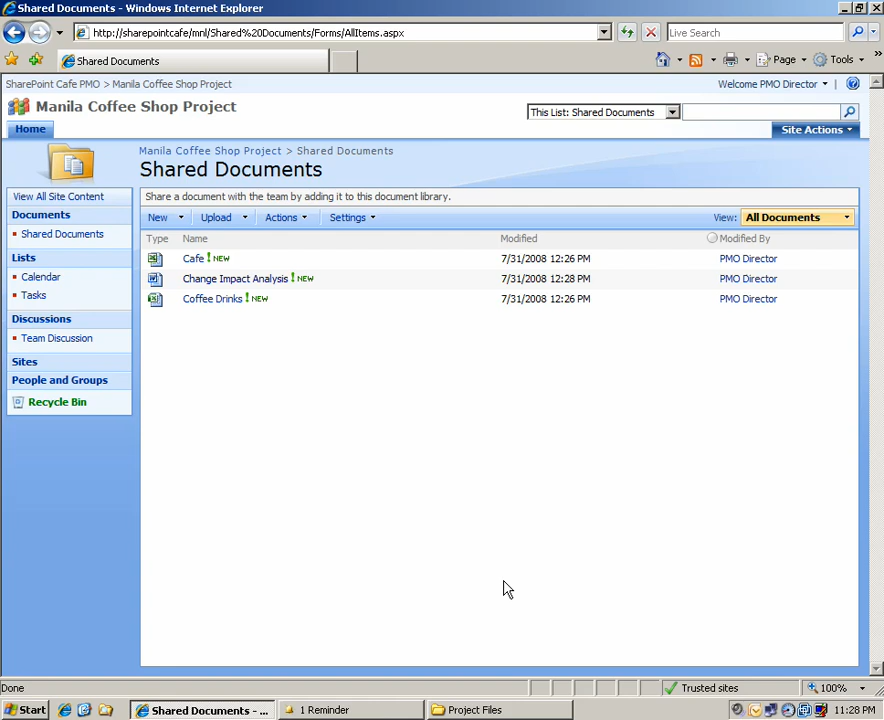 Shared Documents - Windows Internet Explorer
http://sharepointcafe/mnl/Shared%20Documents/Forms/AllItems.aspx
Live Search
Shared Documents
Page
Tools
SharePoint Cafe PMO > Manila Coffee Shop Project
Welcome PMO Director
Manila Coffee Shop Project
This List: Shared Documents
Home
Site Actions
Manila Coffee Shop Project > Shared Documents
Shared Documents
View All Site Content
Documents
Shared Documents
Lists
Calendar
Tasks
Discussions
Team Discussion
Sites
People and Groups
Recycle Bin
Share a document with the team by adding it to this document library.
New Upload Actions Settings View: All Documents
Type Name Modified Modified By
Cafe ! NEW 7/31/2008 12:26 PM PMO Director
Change Impact Analysis ! NEW 7/31/2008 12:28 PM PMO Director
Coffee Drinks ! NEW 7/31/2008 12:26 PM PMO Director
Done
Trusted sites
100%
Start
Shared Documents - ...
1 Reminder
Project Files
11:28 PM